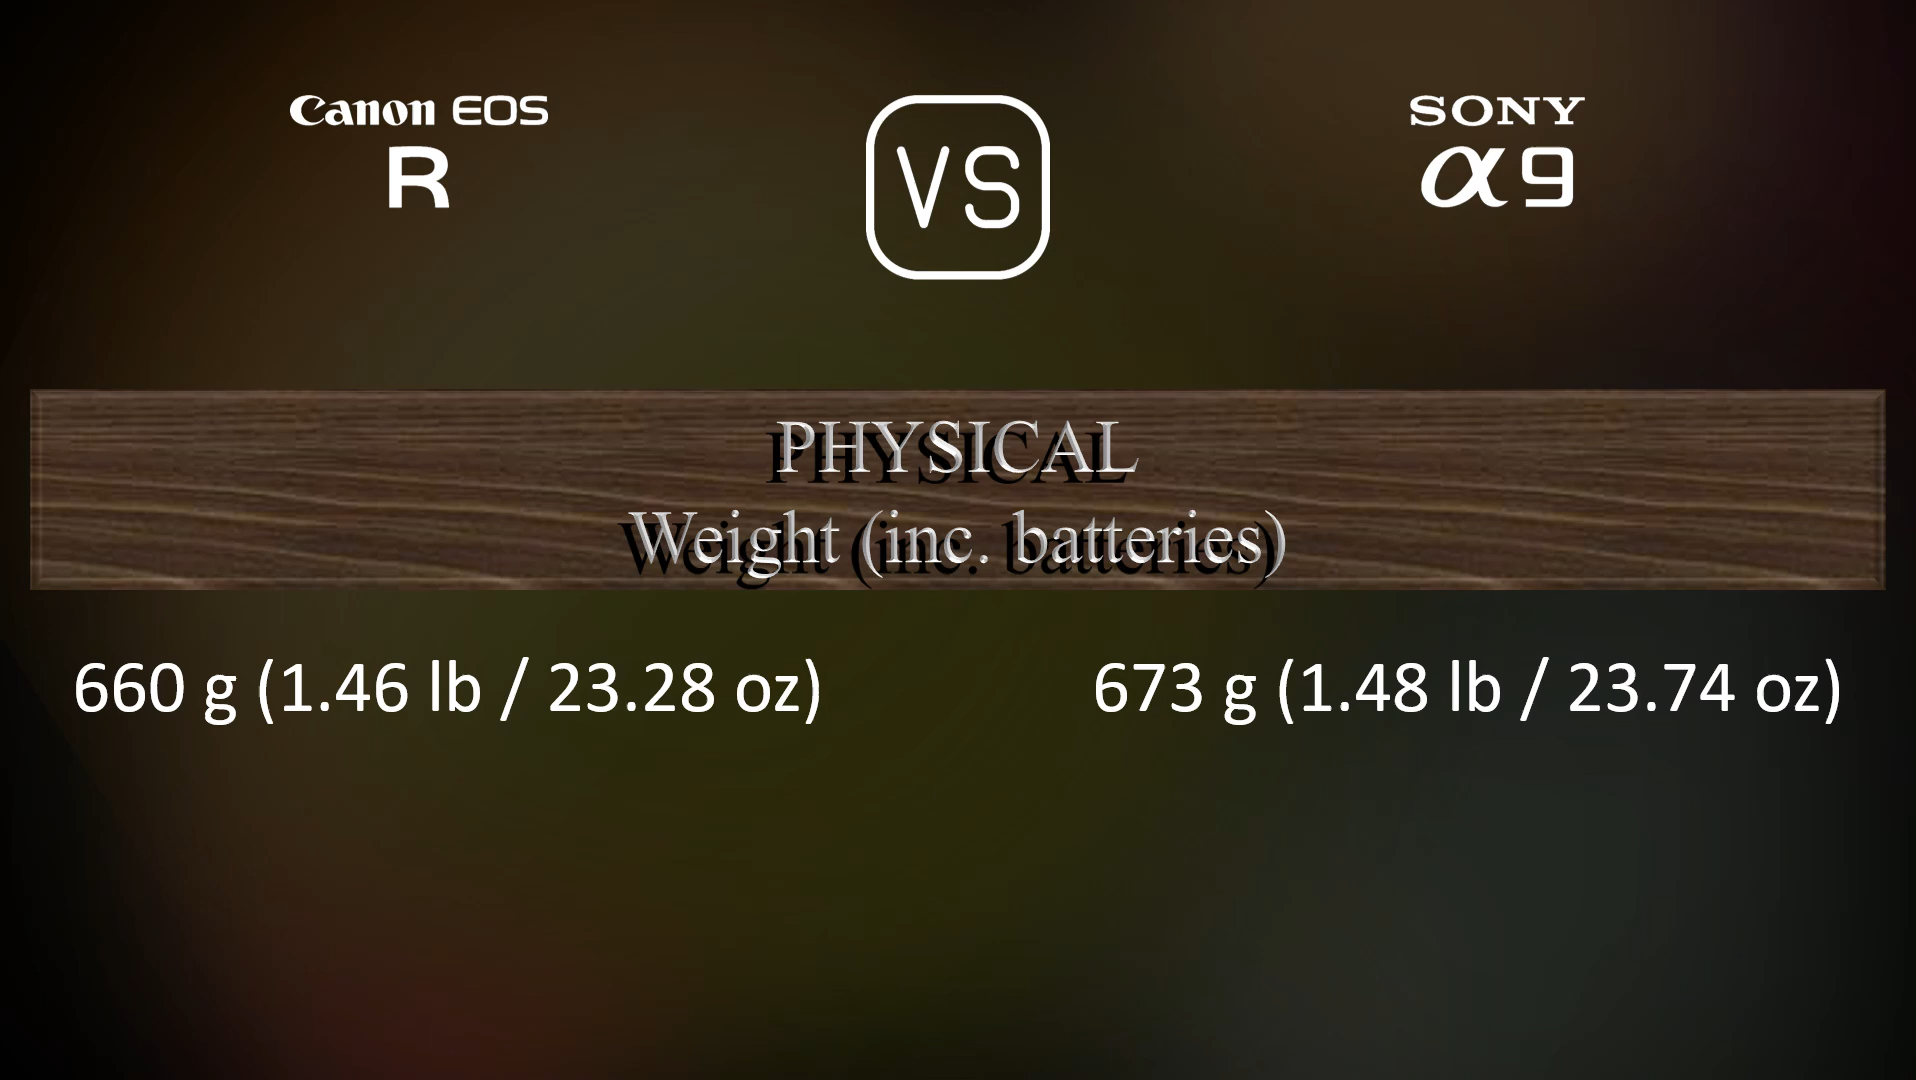 Canon EOS
R
VS
SONY
α9
PHYSICAL
Weight (inc. batteries)
660 g (1.46 lb / 23.28 oz)
673 g (1.48 lb / 23.74 oz)